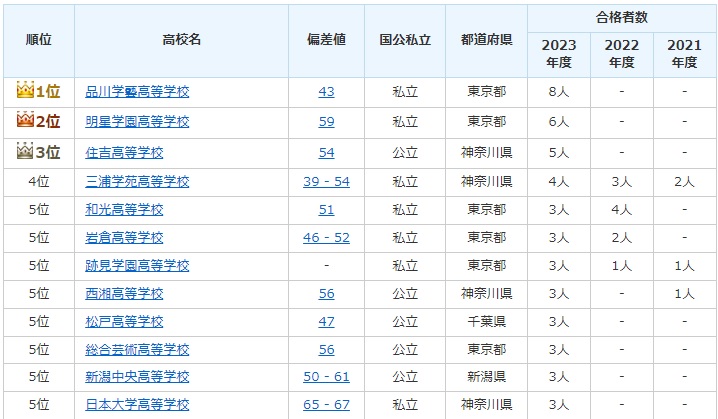 順位 高校名 偏差値 国公私立 都道府県 合格者数
2023年度 2022年度 2021年度
1位 品川学藝高等学校 43 私立 東京都 8人 - -
2位 明星学園高等学校 59 私立 東京都 6人 - -
3位 住吉高等学校 54 公立 神奈川県 5人 - -
4位 三浦学苑高等学校 39 - 54 私立 神奈川県 4人 3人 2人
5位 和光高等学校 51 私立 東京都 3人 4人 -
5位 岩倉高等学校 46 - 52 私立 東京都 3人 2人 -
5位 跡見学園高等学校 - 私立 東京都 3人 1人 1人
5位 西湘高等学校 56 公立 神奈川県 3人 - 1人
5位 松戸高等学校 47 公立 千葉県 3人 - -
5位 総合芸術高等学校 56 公立 東京都 3人 - -
5位 新潟中央高等学校 50 - 61 公立 新潟県 3人 - -
5位 日本大学高等学校 65 - 67 私立 神奈川県 3人 - -